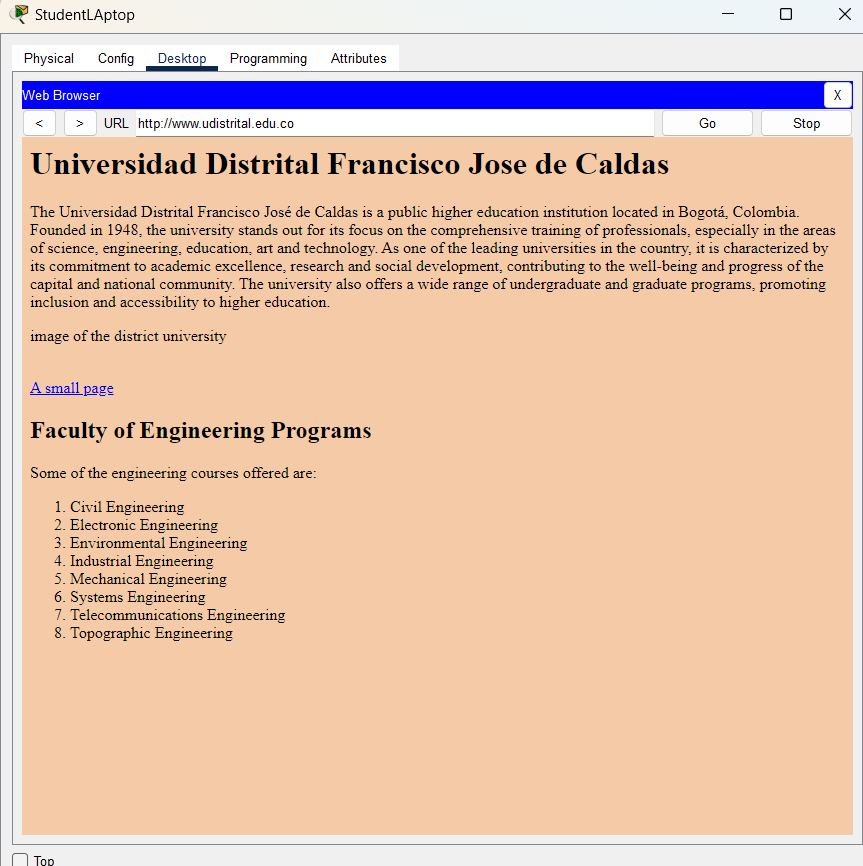 StudentLAptop
Physical Config Desktop Programming Attributes
Web Browser X
< > URL http://www.udistrital.edu.co Go Stop
Universidad Distrital Francisco Jose de Caldas
The Universidad Distrital Francisco José de Caldas is a public higher education institution located in Bogotá, Colombia.
Founded in 1948, the university stands out for its focus on the comprehensive training of professionals, especially in the areas
of science, engineering, education, art and technology. As one of the leading universities in the country, it is characterized by
its commitment to academic excellence, research and social development, contributing to the well-being and progress of the
capital and national community. The university also offers a wide range of undergraduate and graduate programs, promoting
inclusion and accessibility to higher education.
image of the district university
A small page
Faculty of Engineering Programs
Some of the engineering courses offered are:
1. Civil Engineering
2. Electronic Engineering
3. Environmental Engineering
4. Industrial Engineering
5. Mechanical Engineering
6. Systems Engineering
7. Telecommunications Engineering
8. Topographic Engineering
Top